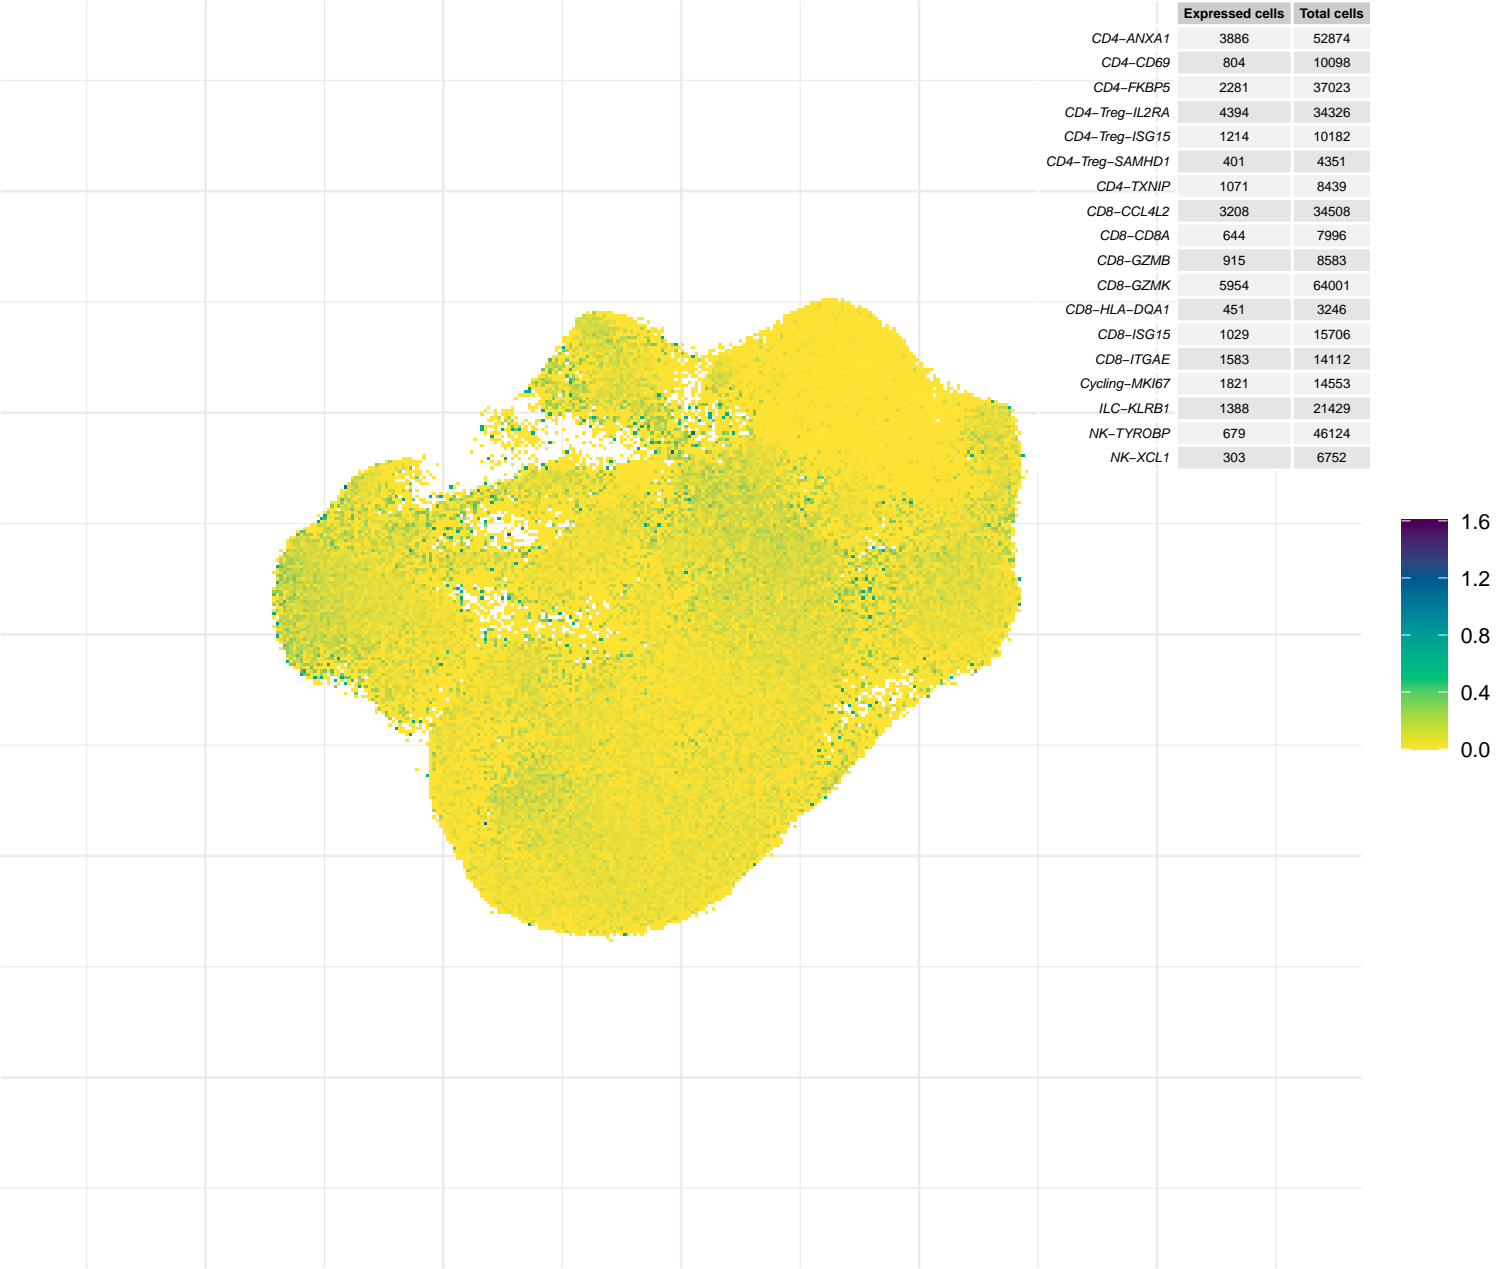 Expressed cells Total cells
CD4−ANXA1 3886 52874
CD4−CD69 804 10098
CD4−FKBP5 2281 37023
CD4−Treg−IL2RA 4394 34326
CD4−Treg−ISG15 1214 10182
CD4−Treg−SAMHD1 401 4351
CD4−TXNIP 1071 8439
CD8−CCL4L2 3208 34508
CD8−CD8A 644 7996
CD8−GZMB 915 8583
CD8−GZMK 5954 64001
CD8−HLA−DQA1 451 3246
CD8−ISG15 1029 15706
CD8−ITGAE 1583 14112
Cycling−MKI67 1821 14553
ILC−KLRB1 1388 21429
NK−TYROBP 679 46124
NK−XCL1 303 6752
1.6
1.2
0.8
0.4
0.0